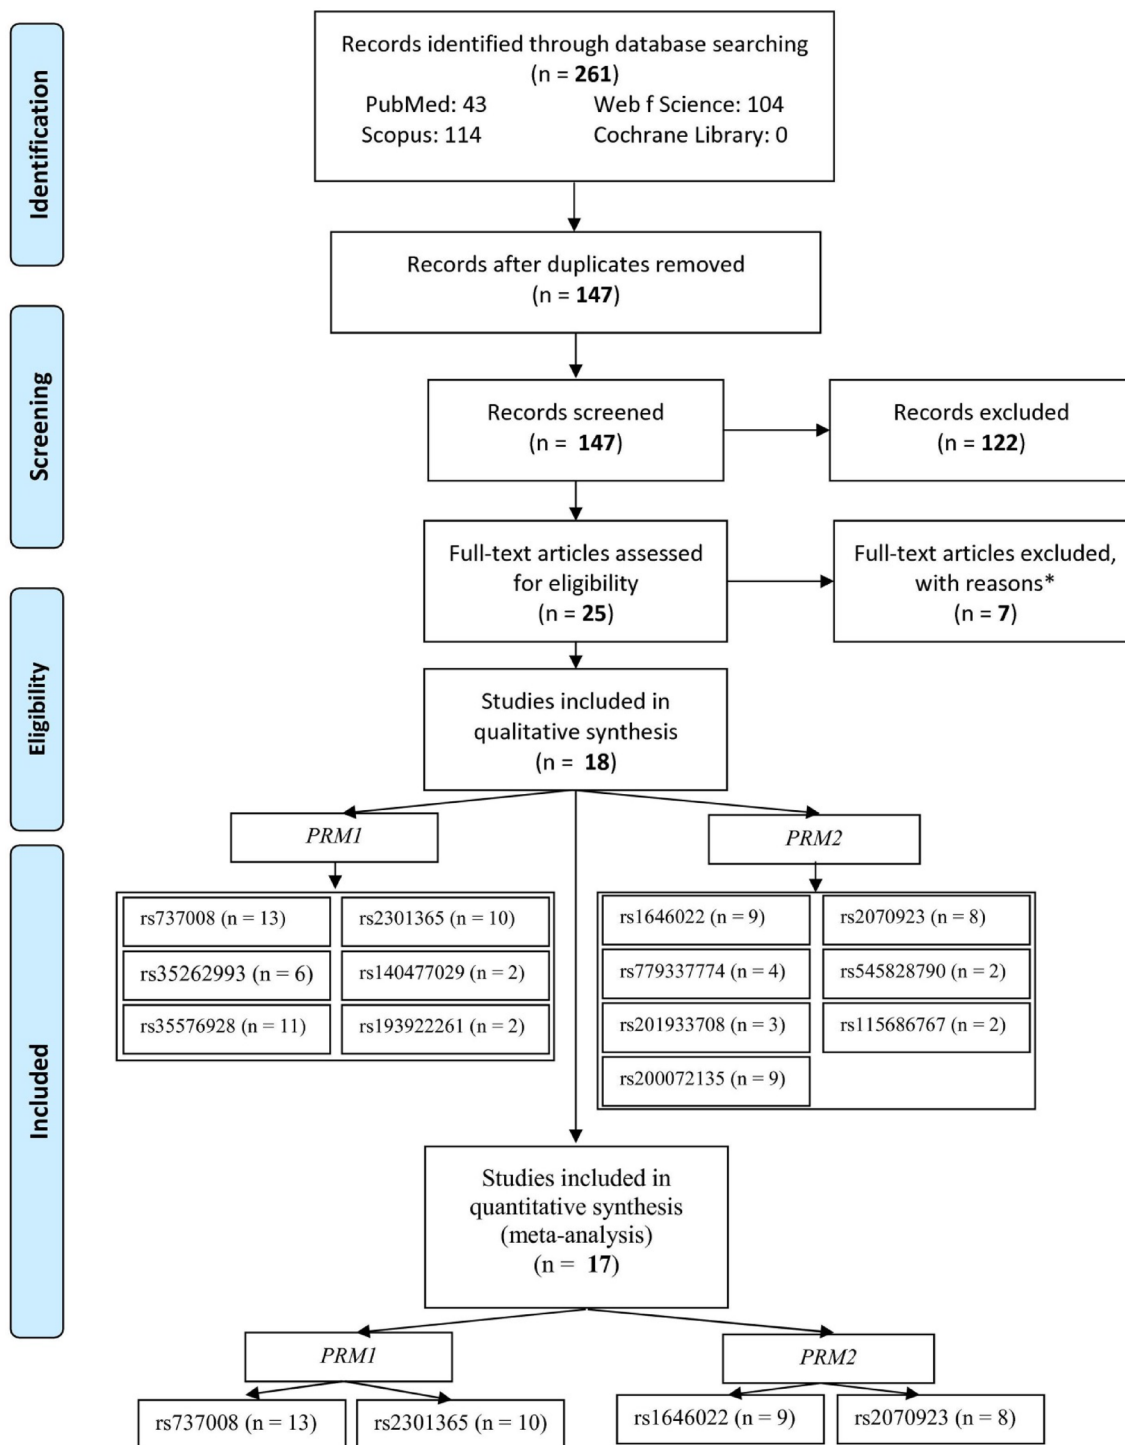 Identification
Records identified through database searching
(n = 261)
PubMed: 43 Web f Science: 104
Scopus: 114 Cochrane Library: 0
Records after duplicates removed
(n = 147)
Screening
Records screened
(n = 147)
Records excluded
(n = 122)
Full-text articles assessed
for eligibility
(n = 25)
Full-text articles excluded,
with reasons*
(n = 7)
Eligibility
Studies included in
qualitative synthesis
(n = 18)
PRM1
rs737008 (n = 13) rs2301365 (n = 10)
rs35262993 (n = 6) rs140477029 (n = 2)
rs35576928 (n = 11) rs193922261 (n = 2)
PRM2
rs1646022 (n = 9) rs2070923 (n = 8)
rs779337774 (n = 4) rs545828790 (n = 2)
rs201933708 (n = 3) rs115686767 (n = 2)
rs200072135 (n = 9)
Included
Studies included in
quantitative synthesis
(meta-analysis)
(n = 17)
PRM1
rs737008 (n = 13) rs2301365 (n = 10)
PRM2
rs1646022 (n = 9) rs2070923 (n = 8)